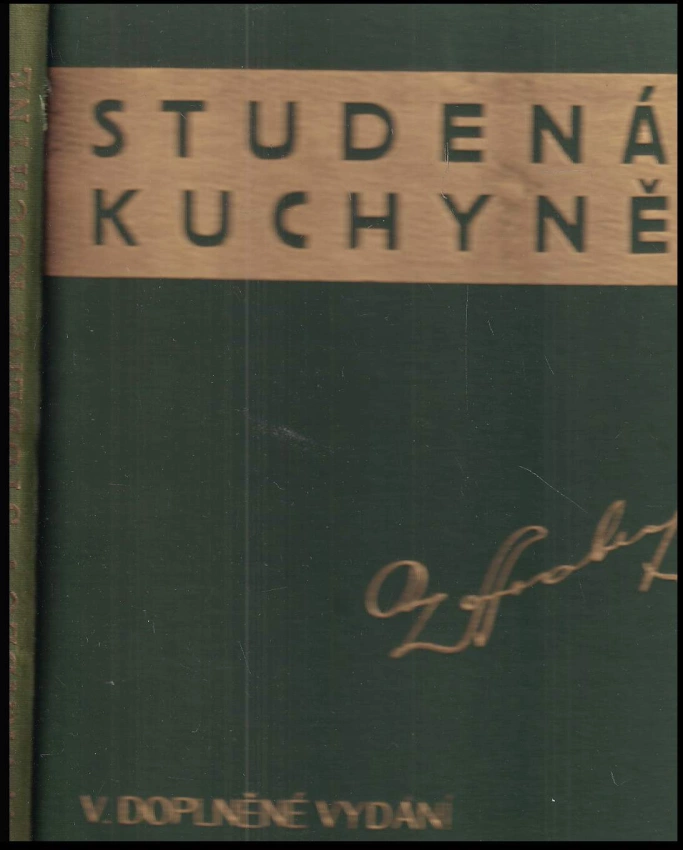 STUDENÁ
KUCHYNĚ
V. DOPLNĚNÉ VYDÁNÍ